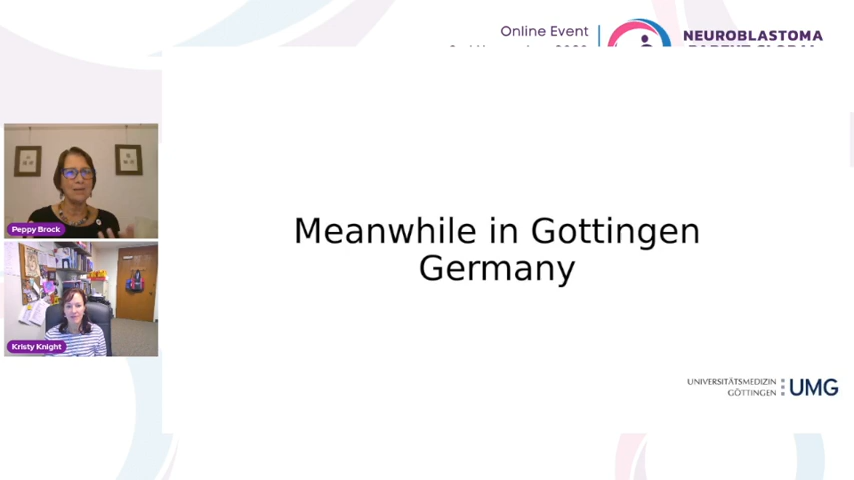 Online Event
NEUROBLASTOMA
Meanwhile in Gottingen
Germany
Peppy Brock
Kristy Knight
UNIVERSITÄTSMEDIZIN
GÖTTINGEN
UMG